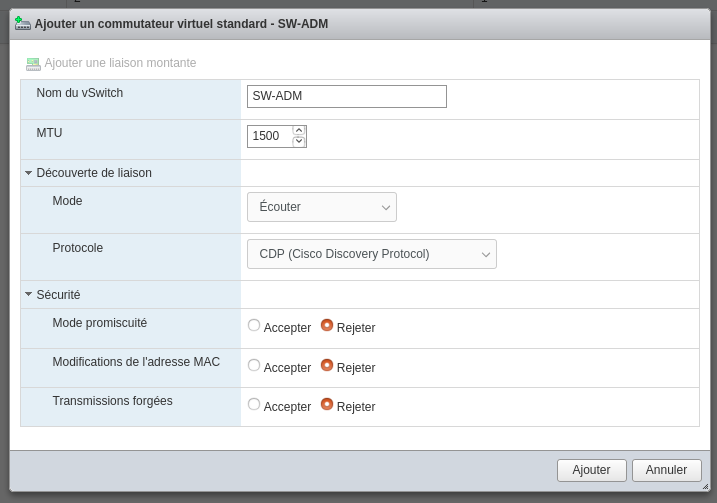 Ajouter un commutateur virtuel standard - SW-ADM
Ajouter une liaison montante
Nom du vSwitch
SW-ADM
MTU
1500
Découverte de liaison
Mode
Écouter
Protocole
CDP (Cisco Discovery Protocol)
Sécurité
Mode promiscuité
Accepter Rejeter
Modifications de l'adresse MAC
Accepter Rejeter
Transmissions forgées
Accepter Rejeter
Ajouter Annuler